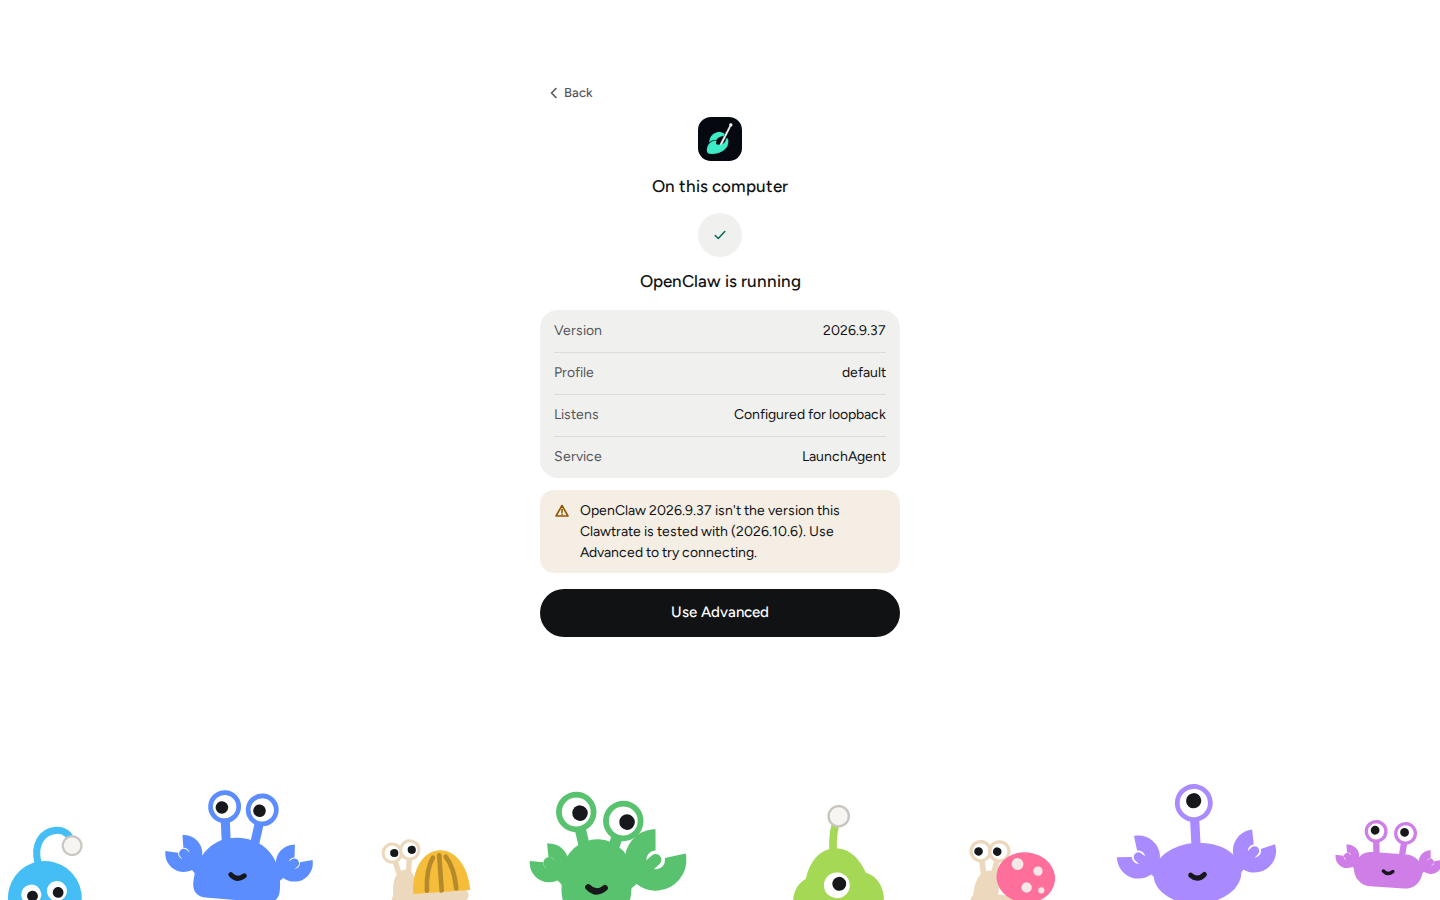 Back
On this computer
OpenClaw is running
Version 2026.9.37
Profile default
Listens Configured for loopback
Service LaunchAgent
OpenClaw 2026.9.37 isn't the version this
Clawtrate is tested with (2026.10.6). Use
Advanced to try connecting.
Use Advanced